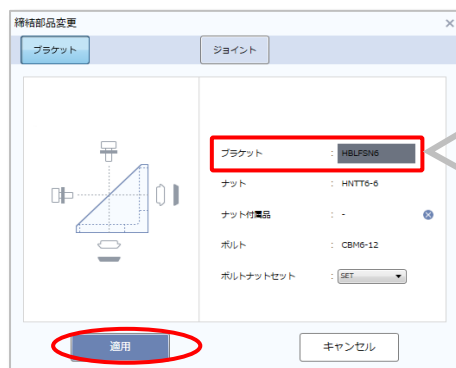 締結部品変更 ×
ブラケット ジョイント
ブラケット : HBLFSN6
ナット : HNTT6-6
ナット付属品 : -
ボルト : CBM6-12
ボルトナットセット : SET
適用 キャンセル